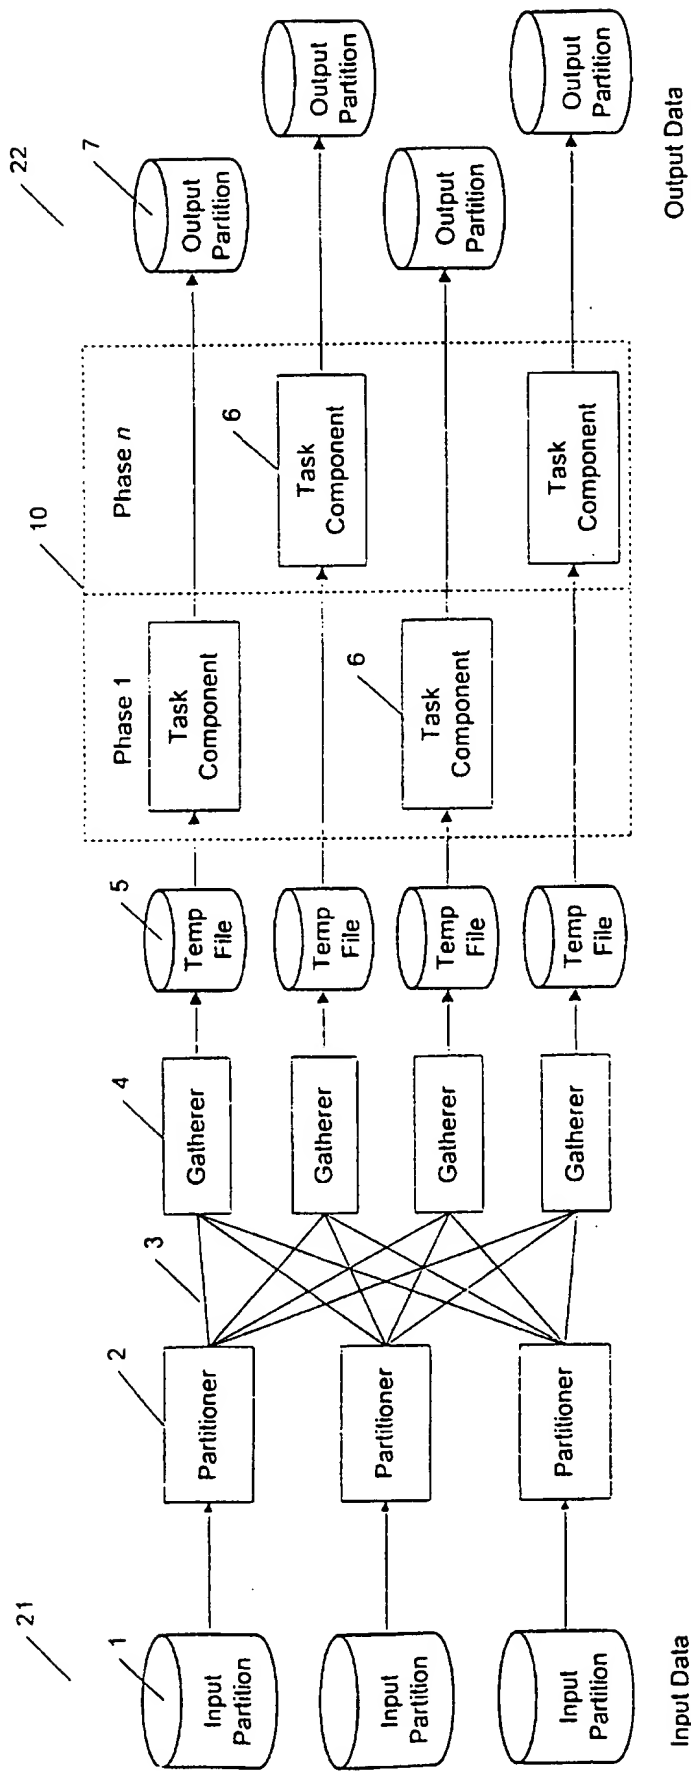 21
22
1
Input
Partition
2
Partitioner
3
4
Gatherer
5
Temp
File
10
Phase 1
Task
Component
Phase n
7
Output
Partition
Gatherer
Temp
File
6
Task
Component
Output
Partition
Input
Partition
Partitioner
Gatherer
Temp
File
6
Task
Component
Output
Partition
Input
Partition
Partitioner
Gatherer
Temp
File
Task
Component
Output
Partition
Input Data
Output Data